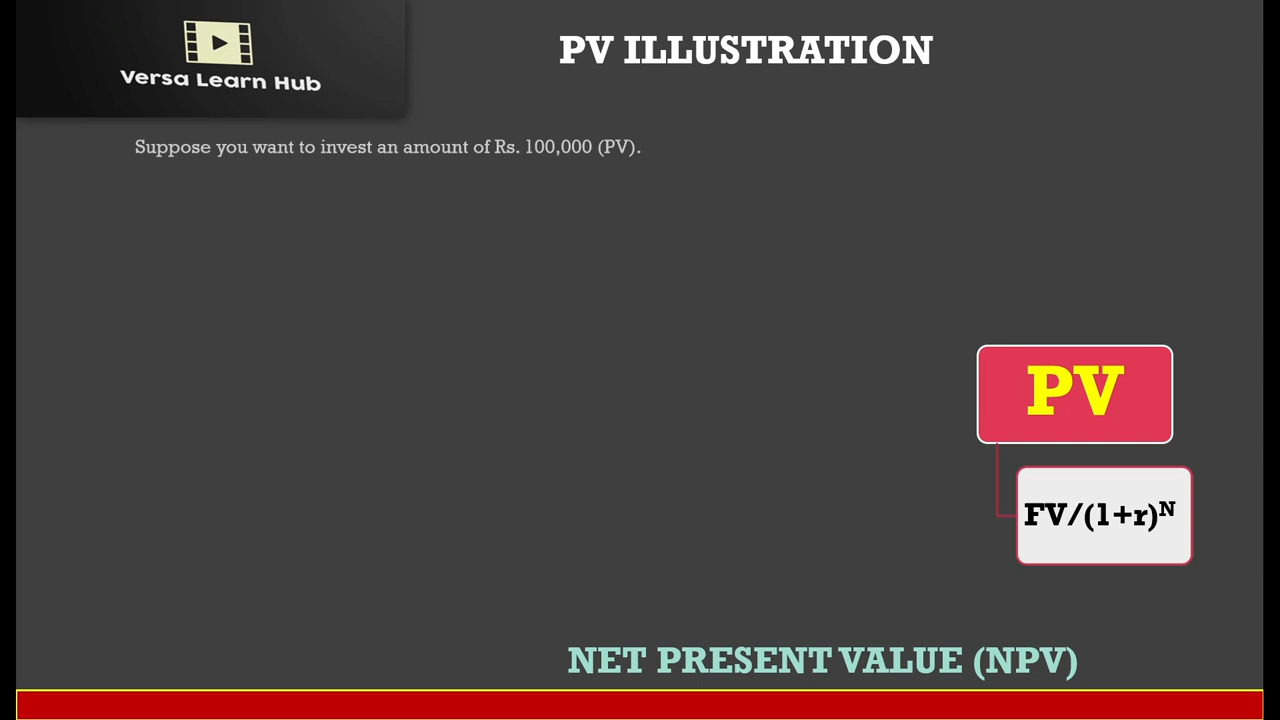 Versa Learn Hub
PV ILLUSTRATION
Suppose you want to invest an amount of Rs. 100,000 (PV).
PV
FV/(1+r)ᴺ
NET PRESENT VALUE (NPV)